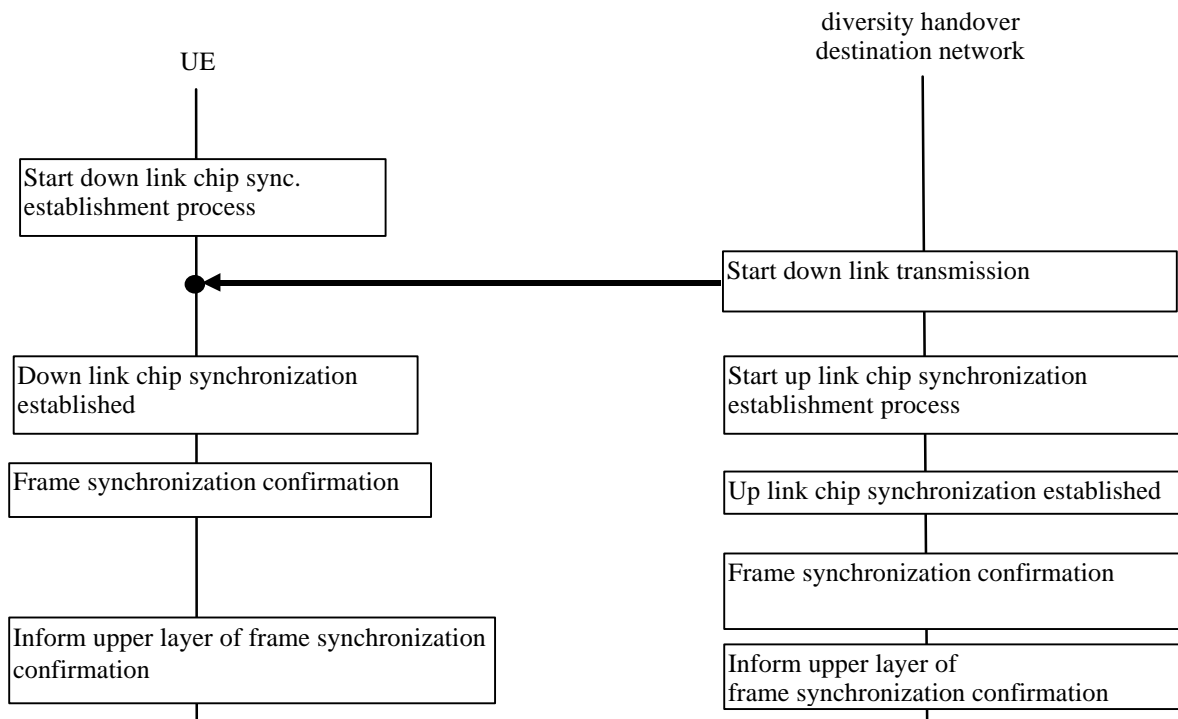 diversity handover
destination network
UE
Start down link chip sync.
establishment process
Start down link transmission
Down link chip synchronization
established
Start up link chip synchronization
establishment process
Frame synchronization confirmation
Up link chip synchronization established
Frame synchronization confirmation
Inform upper layer of frame synchronization
confirmation
Inform upper layer of
frame synchronization confirmation